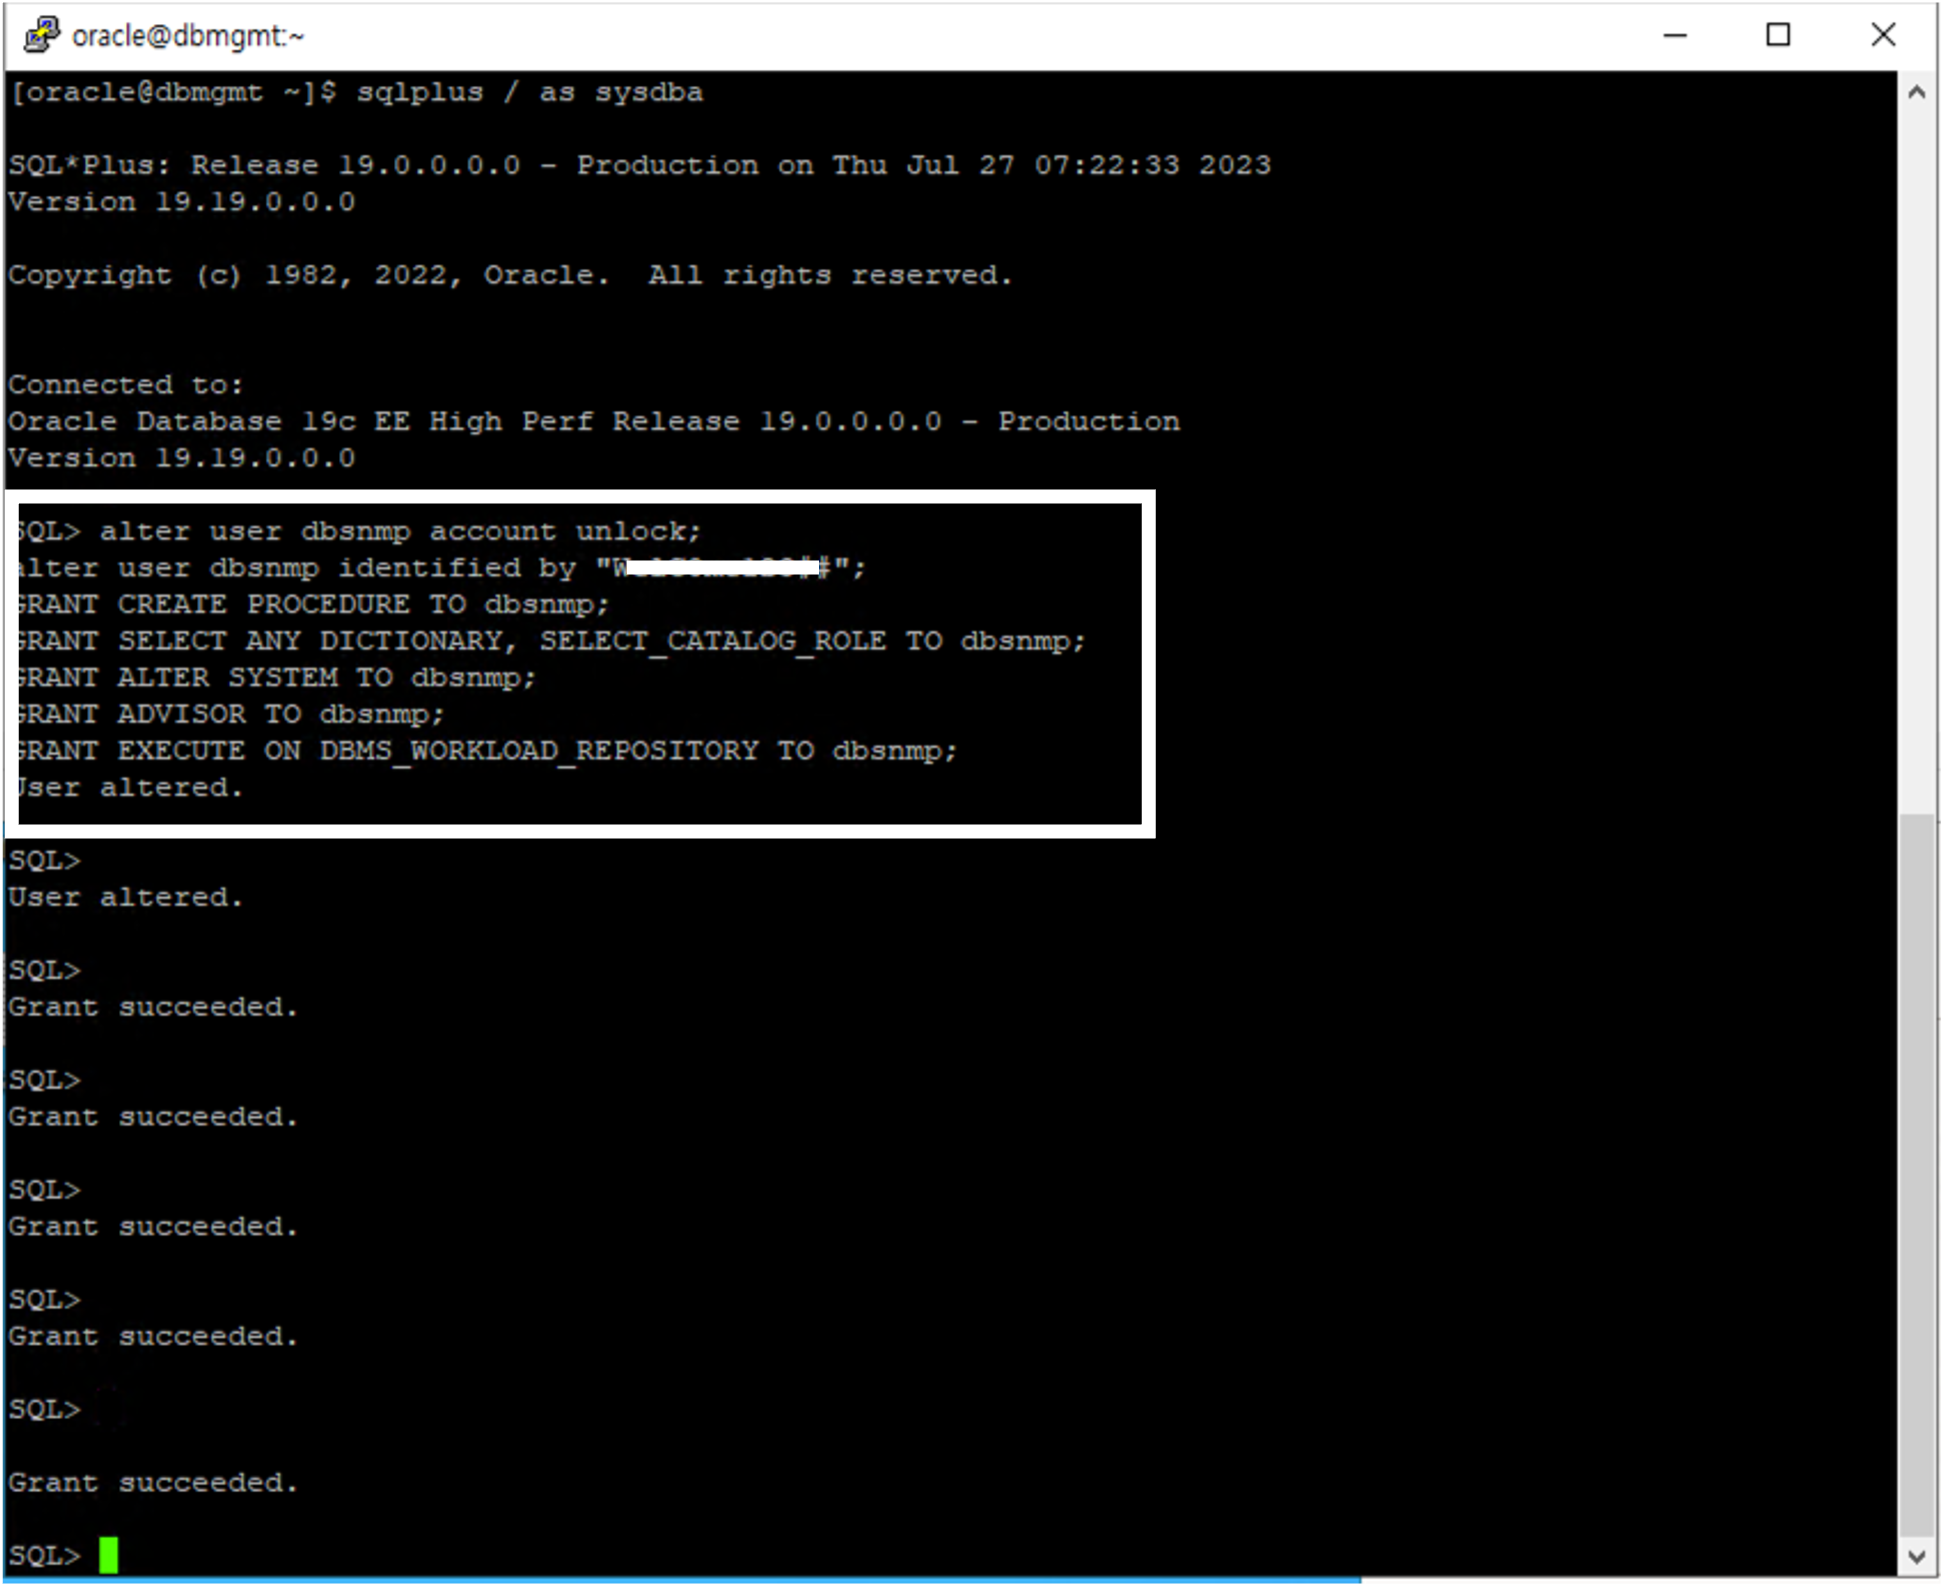 oracle@dbmgmt:~
[oracle@dbmgmt ~]$ sqlplus / as sysdba
SQL*Plus: Release 19.0.0.0.0 - Production on Thu Jul 27 07:22:33 2023
Version 19.19.0.0.0
Copyright (c) 1982, 2022, Oracle.  All rights reserved.
Connected to:
Oracle Database 19c EE High Perf Release 19.0.0.0.0 - Production
Version 19.19.0.0.0
SQL> alter user dbsnmp account unlock;
alter user dbsnmp identified by
GRANT CREATE PROCEDURE TO dbsnmp;
GRANT SELECT ANY DICTIONARY, SELECT_CATALOG_ROLE TO dbsnmp;
GRANT ALTER SYSTEM TO dbsnmp;
GRANT ADVISOR TO dbsnmp;
GRANT EXECUTE ON DBMS_WORKLOAD_REPOSITORY TO dbsnmp;
User altered.
SQL>
User altered.
SQL>
Grant succeeded.
SQL>
Grant succeeded.
SQL>
Grant succeeded.
SQL>
Grant succeeded.
SQL>
Grant succeeded.
SQL>